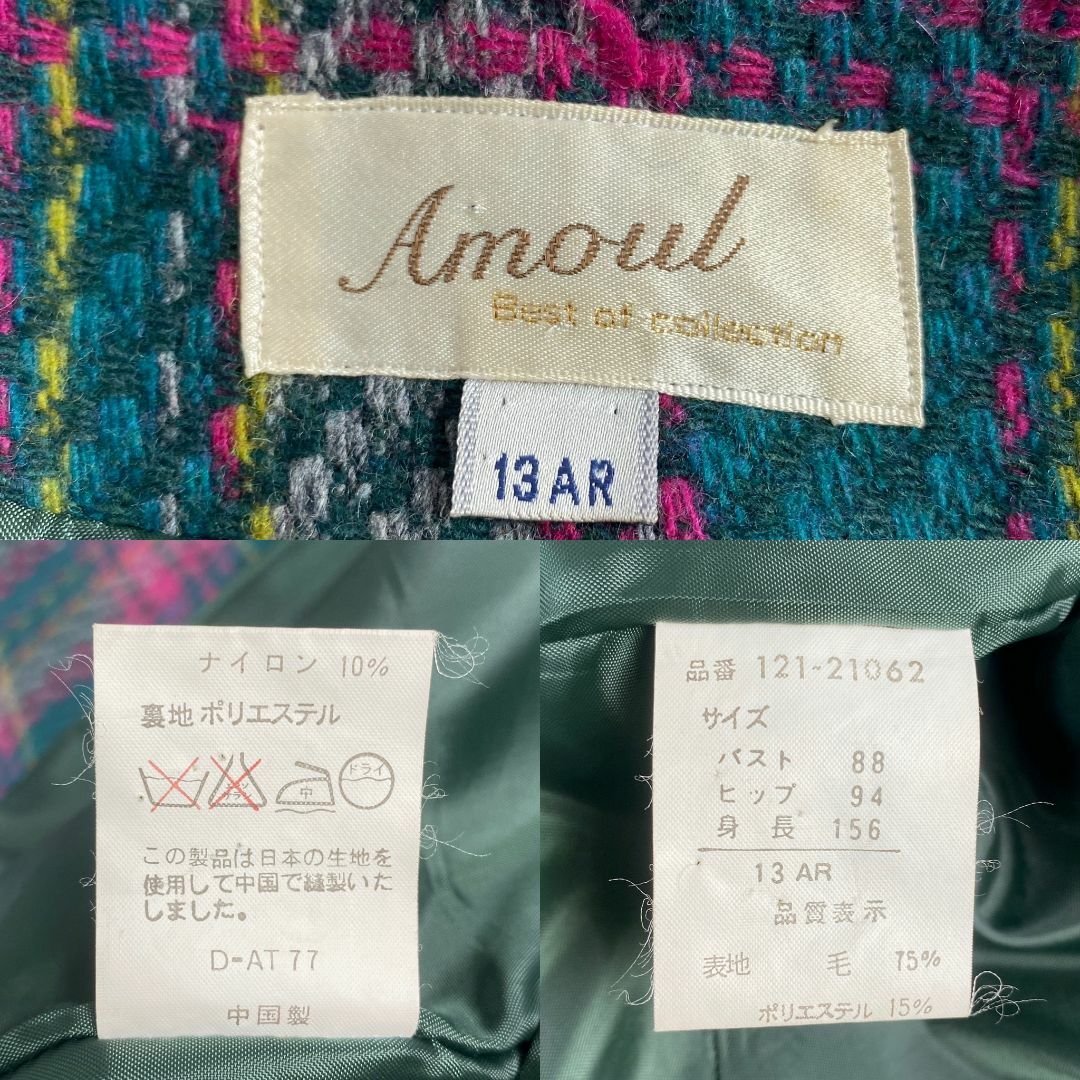 Amoul
Best of collection
13AR
ナイロン 10%
裏地 ポリエステル
ドライ
中
この製品は日本の生地を
使用して中国で縫製いた
しました。
D-AT 77
中国製
品番 121-21062
サイズ
バスト 88
ヒップ 94
身長 156
13 AR
品質表示
表地 毛 75%
ポリエステル 15%